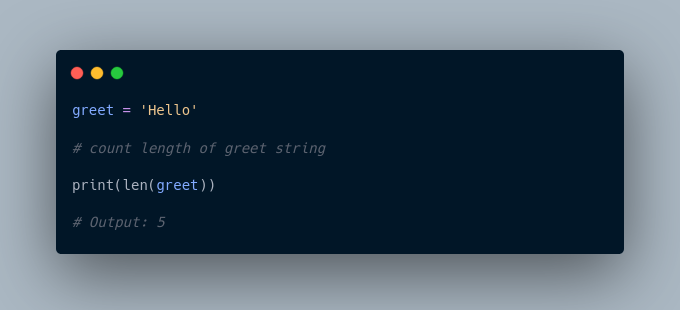 greet = 'Hello'
# count length of greet string
print(len(greet))
# Output: 5